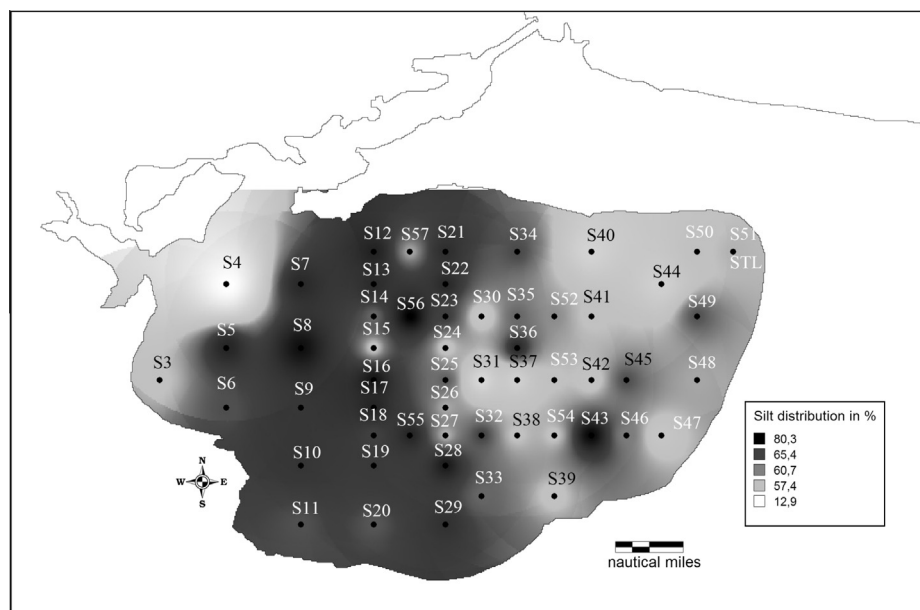 S12 S57 S21 S34 S40 S50 S51
S4 S7 S13 S22 S44 STL
S14 S56 S23 S30 S35 S52 S41 S49
S5 S8 S15 S24 S36
S3 S16 S25 S31 S37 S53 S42 S45 S48
S6 S9 S17 S26
S18 S55 S27 S32 S38 S54 S43 S46 S47
S10 S19 S28
S33 S39
S11 S20 S29
N
W E
S
Silt distribution in %
80,3
65,4
60,7
57,4
12,9
nautical miles